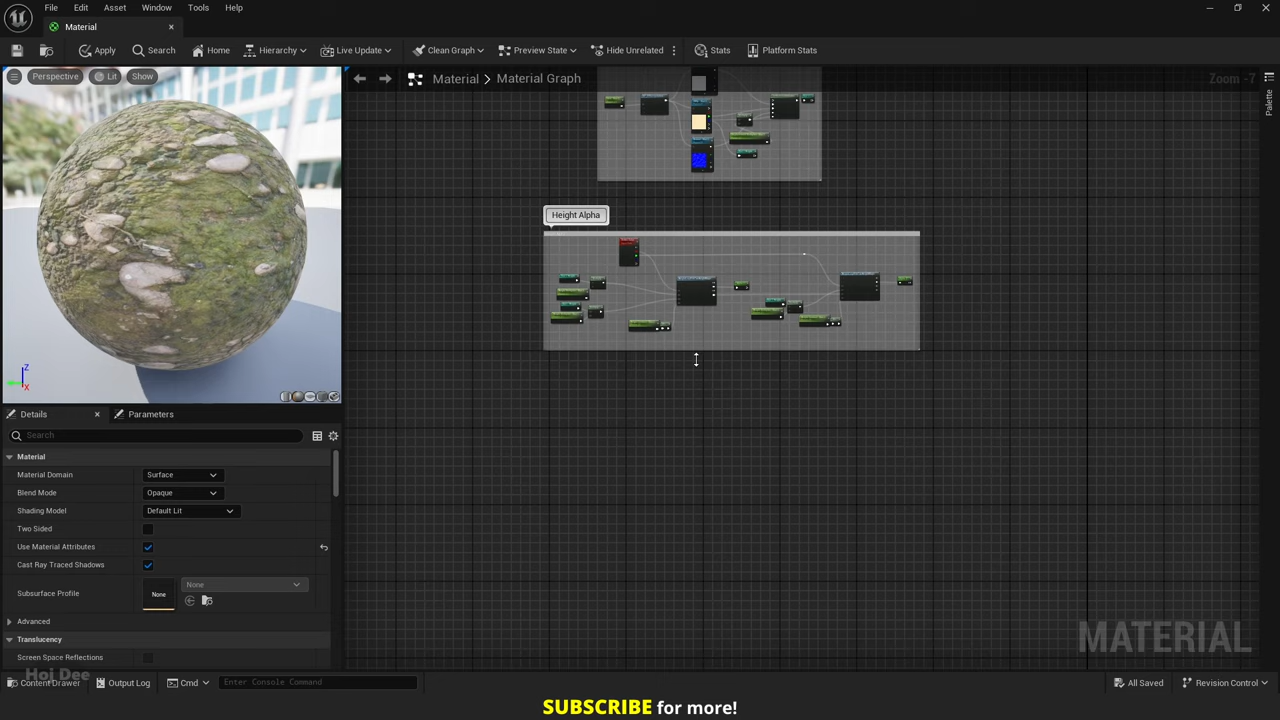 File Edit Asset Window Tools Help
Material
Apply Search Home Hierarchy Live Update Clean Graph Preview State Hide Unrelated Stats Platform Stats
Perspective Lit Show
Material > Material Graph
Zoom -7
Palette
Height Alpha
Z
X
Details Parameters
Search
Material
Material Domain Surface
Blend Mode Opaque
Shading Model Default Lit
Two Sided
Use Material Attributes
Cast Ray Traced Shadows
Subsurface Profile None None
Advanced
Translucency
Screen Space Reflections
MATERIAL
Hoi Dee
Content Drawer Output Log Cmd Enter Console Command All Saved Revision Control
SUBSCRIBE for more!